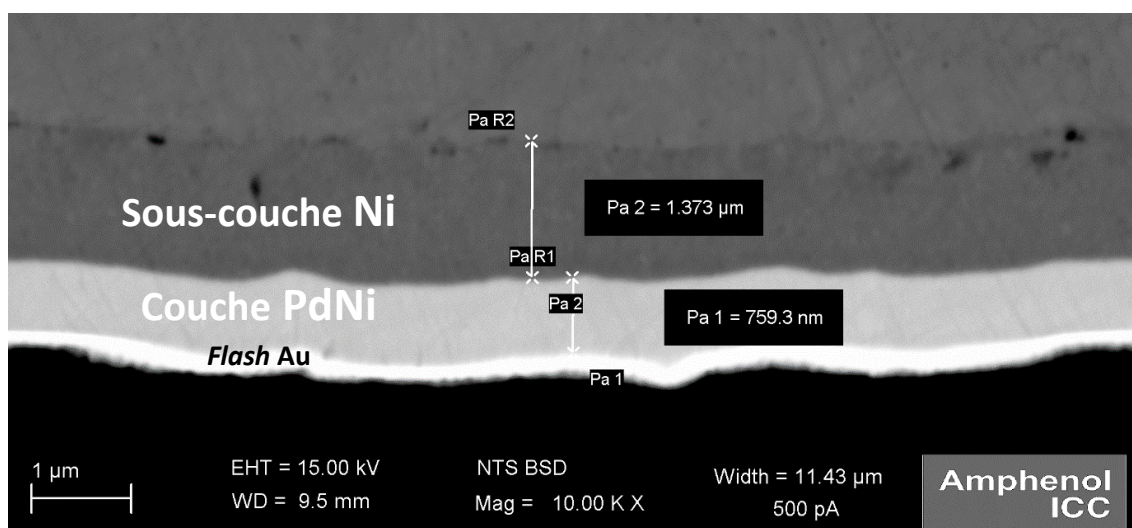 Pa R2
Sous-couche Ni
Pa 2 = 1.373 µm
Pa R1
Couche PdNi
Pa 2
Pa 1 = 759.3 nm
Flash Au
Pa 1
1 µm
EHT = 15.00 kV
WD = 9.5 mm
NTS BSD
Mag = 10.00 K X
Width = 11.43 µm
500 pA
Amphenol
ICC